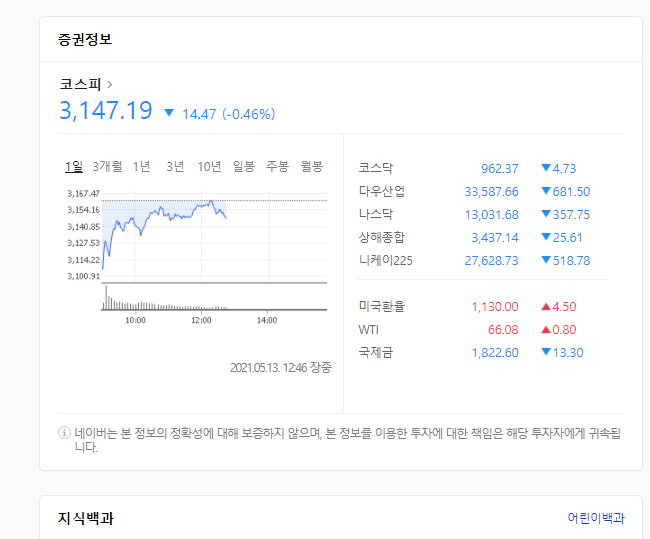 증권정보
코스피 >
3,147.19 ▼ 14.47 (-0.46%)
1일 3개월 1년 3년 10년 일봉 주봉 월봉
3,167.47
3,154.16
3,140.85
3,127.53
3,114.22
3,100.91
10:00 12:00 14:00
2021.05.13. 12:46 장중
코스닥 962.37 ▼4.73
다우산업 33,587.66 ▼681.50
나스닥 13,031.68 ▼357.75
상해종합 3,437.14 ▼25.61
니케이225 27,628.73 ▼518.78
미국환율 1,130.00 ▲4.50
WTI 66.08 ▲0.80
국제금 1,822.60 ▼13.30
네이버는 본 정보의 정확성에 대해 보증하지 않으며, 본 정보를 이용한 투자에 대한 책임은 해당 투자자에게 귀속됩
니다.
지식백과 어린이백과